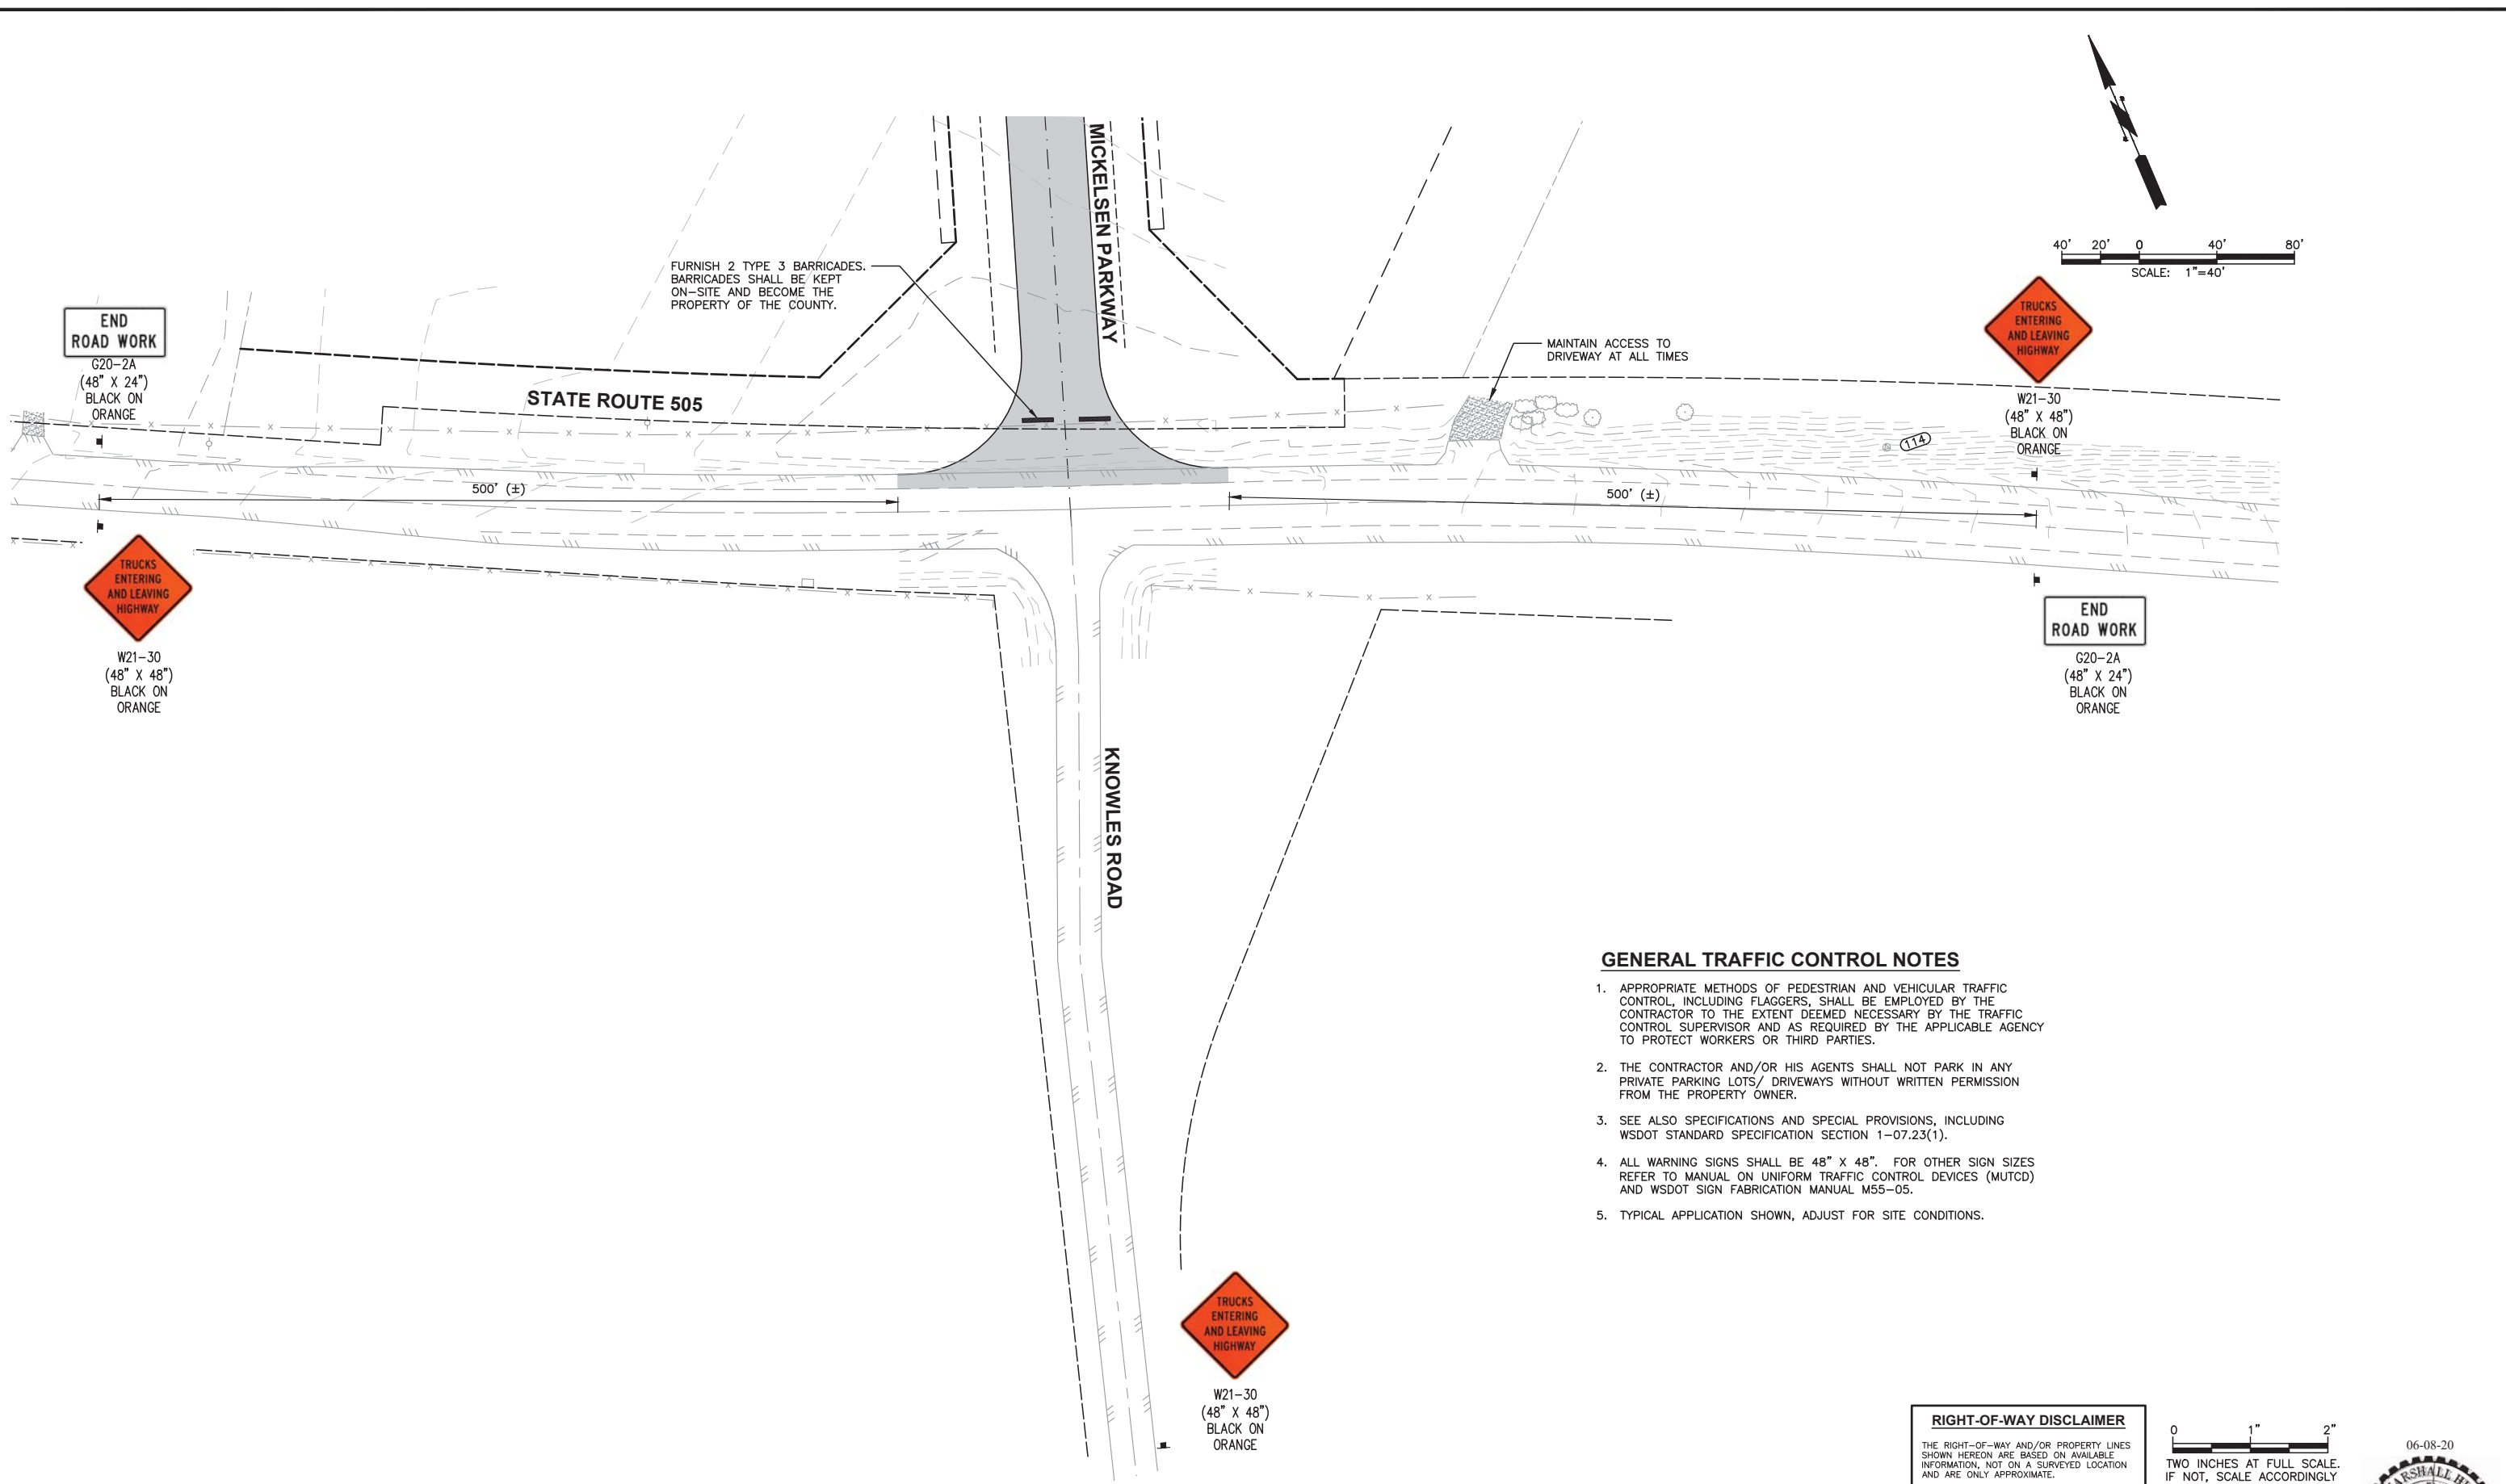 MICKELSEN PARKWAY
40' 20' 0 40' 80'
SCALE: 1"=40'
FURNISH 2 TYPE 3 BARRICADES.
BARRICADES SHALL BE KEPT
ON-SITE AND BECOME THE
PROPERTY OF THE COUNTY.
END
ROAD WORK
G20-2A
(48" X 24")
BLACK ON
ORANGE
STATE ROUTE 505
MAINTAIN ACCESS TO
DRIVEWAY AT ALL TIMES
TRUCKS
ENTERING
AND LEAVING
HIGHWAY
W21-30
(48" X 48")
BLACK ON
ORANGE
114
500' (±)
500' (±)
TRUCKS
ENTERING
AND LEAVING
HIGHWAY
W21-30
(48" X 48")
BLACK ON
ORANGE
END
ROAD WORK
G20-2A
(48" X 24")
BLACK ON
ORANGE
KNOWLES ROAD
GENERAL TRAFFIC CONTROL NOTES
1. APPROPRIATE METHODS OF PEDESTRIAN AND VEHICULAR TRAFFIC
CONTROL, INCLUDING FLAGGERS, SHALL BE EMPLOYED BY THE
CONTRACTOR TO THE EXTENT DEEMED NECESSARY BY THE TRAFFIC
CONTROL SUPERVISOR AND AS REQUIRED BY THE APPLICABLE AGENCY
TO PROTECT WORKERS OR THIRD PARTIES.
2. THE CONTRACTOR AND/OR HIS AGENTS SHALL NOT PARK IN ANY
PRIVATE PARKING LOTS/ DRIVEWAYS WITHOUT WRITTEN PERMISSION
FROM THE PROPERTY OWNER.
3. SEE ALSO SPECIFICATIONS AND SPECIAL PROVISIONS, INCLUDING
WSDOT STANDARD SPECIFICATION SECTION 1-07.23(1).
4. ALL WARNING SIGNS SHALL BE 48" X 48". FOR OTHER SIGN SIZES
REFER TO MANUAL ON UNIFORM TRAFFIC CONTROL DEVICES (MUTCD)
AND WSDOT SIGN FABRICATION MANUAL M55-05.
5. TYPICAL APPLICATION SHOWN, ADJUST FOR SITE CONDITIONS.
TRUCKS
ENTERING
AND LEAVING
HIGHWAY
W21-30
(48" X 48")
BLACK ON
ORANGE
RIGHT-OF-WAY DISCLAIMER
THE RIGHT-OF-WAY AND/OR PROPERTY LINES
SHOWN HEREON ARE BASED ON AVAILABLE
INFORMATION, NOT ON A SURVEYED LOCATION
AND ARE ONLY APPROXIMATE.
0 1" 2"
TWO INCHES AT FULL SCALE.
IF NOT, SCALE ACCORDINGLY
06-08-20